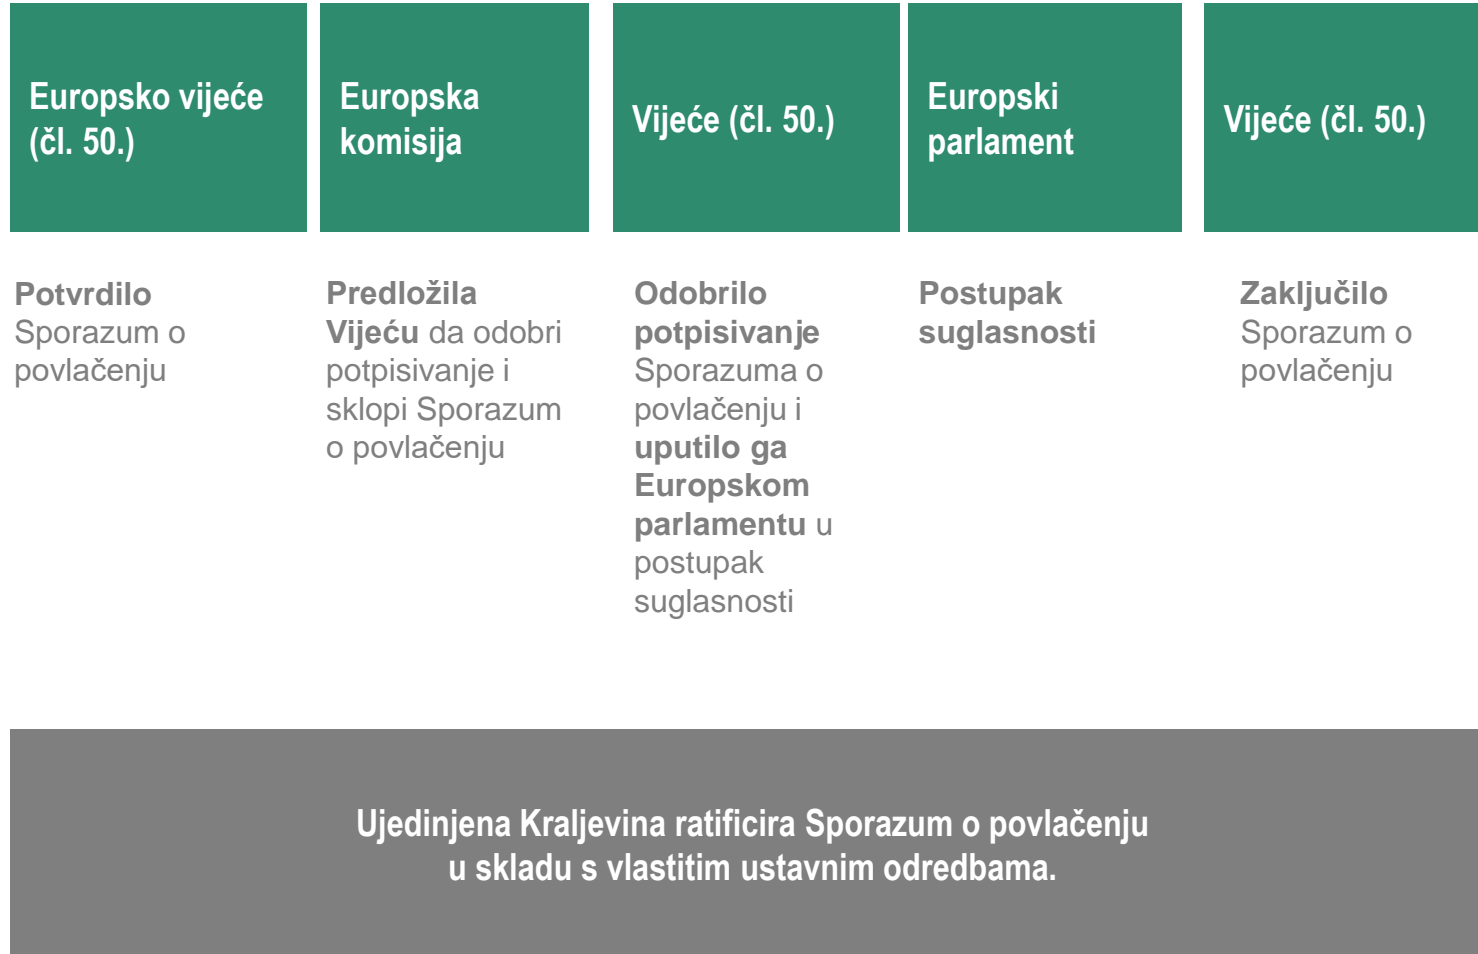 Europsko vijeće
(čl. 50.)
Europska
komisija
Vijeće (čl. 50.)
Europski
parlament
Vijeće (čl. 50.)
Potvrdilo
Sporazum o
povlačenju
Predložila
Vijeću da odobri
potpisivanje i
sklopi Sporazum
o povlačenju
Odobrilo
potpisivanje
Sporazuma o
povlačenju i
uputilo ga
Europskom
parlamentu u
postupak
suglasnosti
Postupak
suglasnosti
Zaključilo
Sporazum o
povlačenju
Ujedinjena Kraljevina ratificira Sporazum o povlačenju
u skladu s vlastitim ustavnim odredbama.